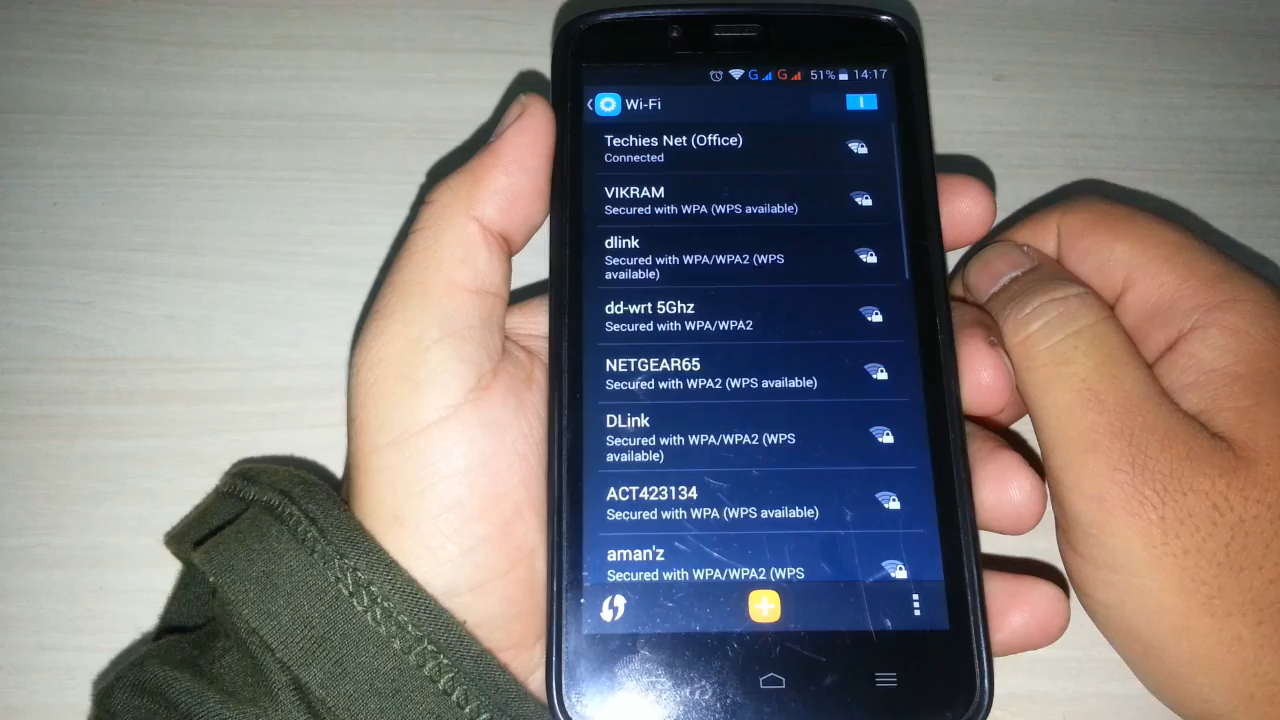 G G 51% 14:17
Wi-Fi
Techies Net (Office)
Connected
VIKRAM
Secured with WPA (WPS available)
dlink
Secured with WPA/WPA2 (WPS
available)
dd-wrt 5Ghz
Secured with WPA/WPA2
NETGEAR65
Secured with WPA2 (WPS available)
DLink
Secured with WPA/WPA2 (WPS
available)
ACT423134
Secured with WPA (WPS available)
aman'z
Secured with WPA/WPA2 (WPS